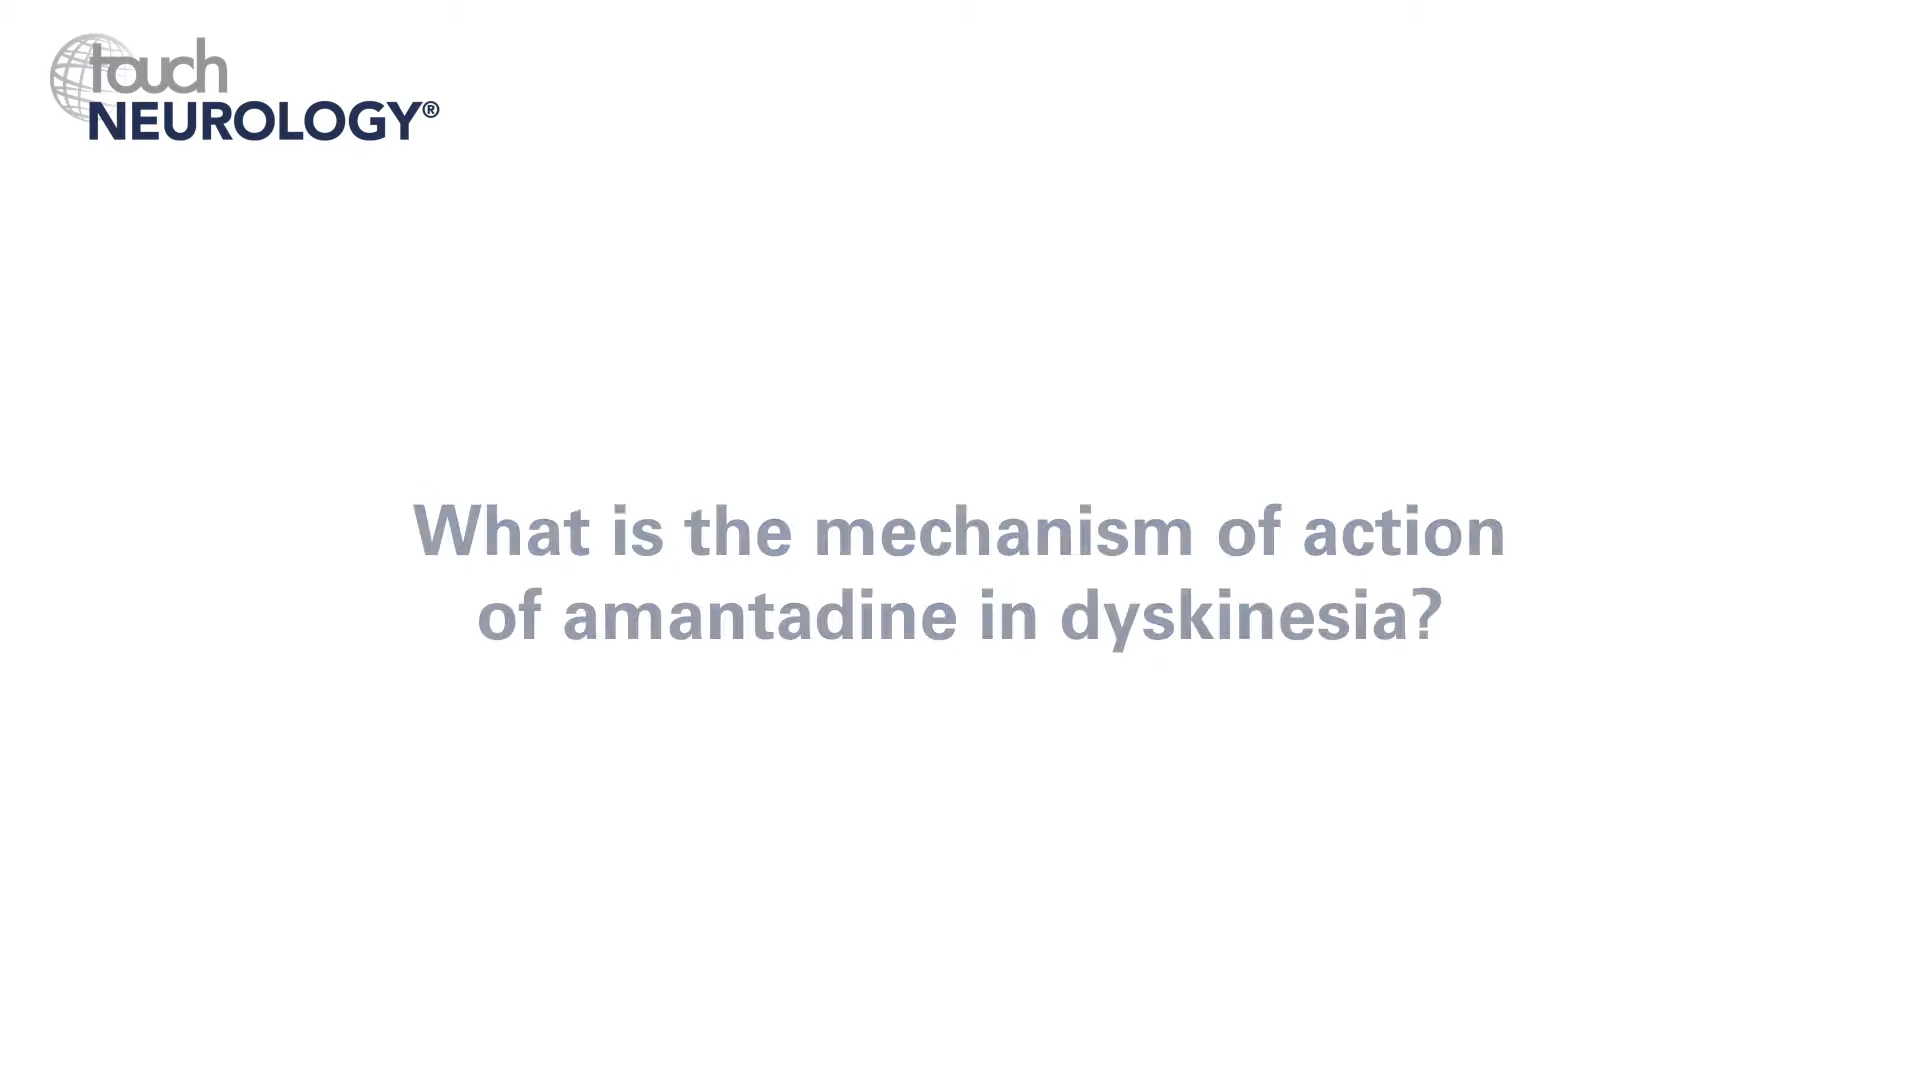 touch
NEUROLOGY®
What is the mechanism of action
of amantadine in dyskinesia?